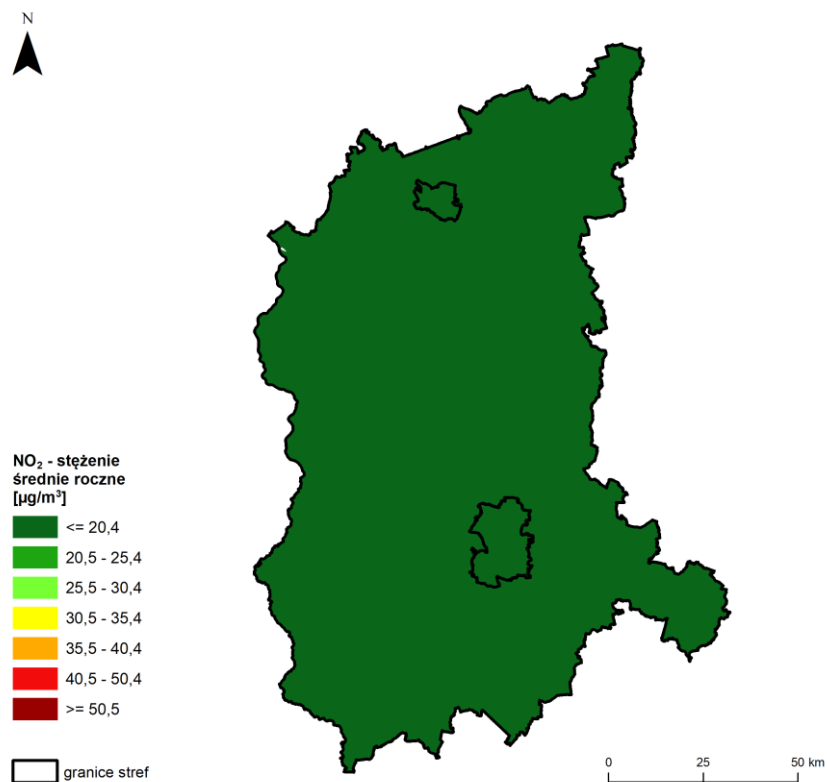 N
NO₂ - stężenie
średnie roczne
[µg/m³]
<= 20,4
20,5 - 25,4
25,5 - 30,4
30,5 - 35,4
35,5 - 40,4
40,5 - 50,4
>= 50,5
granice stref
0 25 50 km